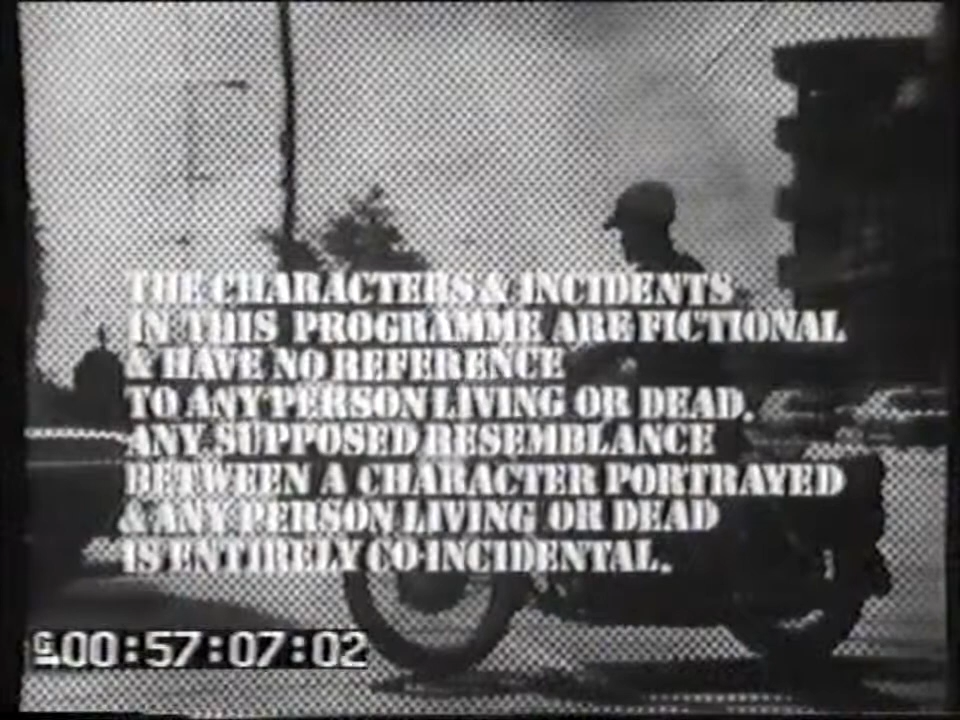 THE CHARACTERS & INCIDENTS
IN THIS PROGRAMME ARE FICTIONAL
& HAVE NO REFERENCE
TO ANY PERSON LIVING OR DEAD.
ANY SUPPOSED RESEMBLANCE
BETWEEN A CHARACTER PORTRAYED
& ANY PERSON LIVING OR DEAD
IS ENTIRELY CO-INCIDENTAL.
00:57:07:02